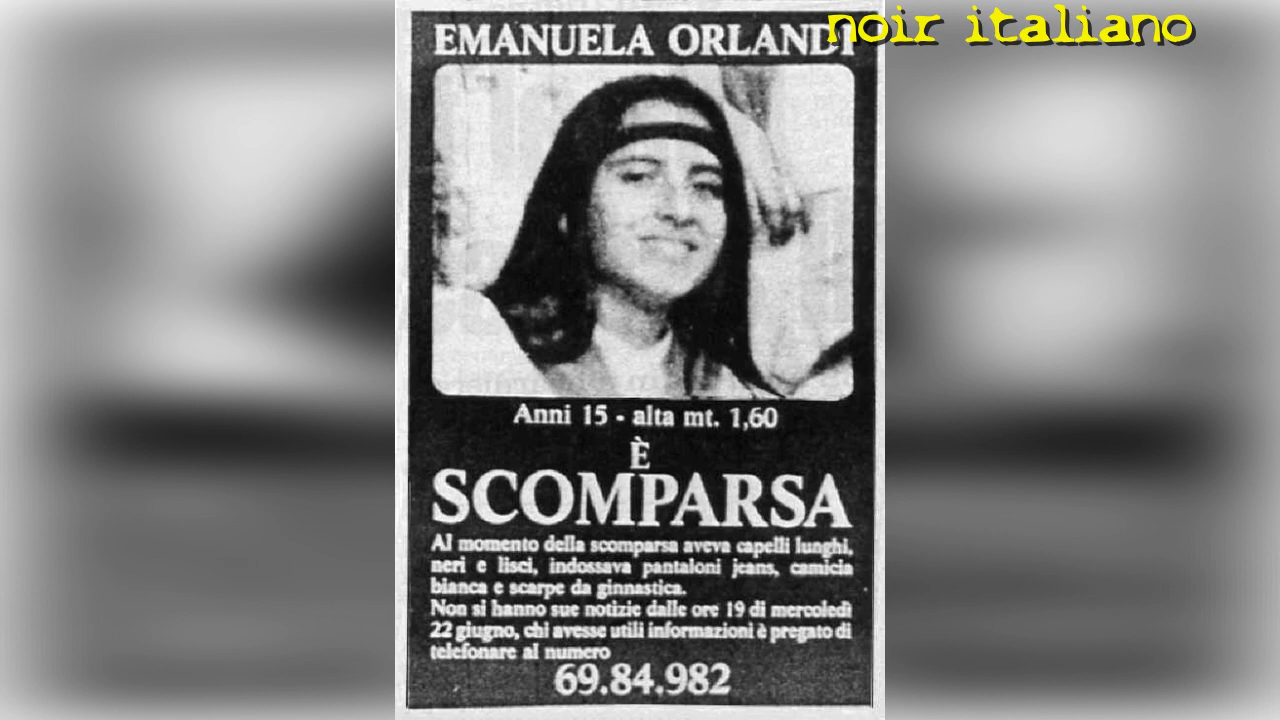 noir italiano
EMANUELA ORLANDI
Anni 15 - alta mt. 1,60
È
SCOMPARSA
Al momento della scomparsa aveva capelli lunghi,
neri e lisci, indossava pantaloni jeans, camicia
bianca e scarpe da ginnastica.
Non si hanno sue notizie dalle ore 19 di mercoledì
22 giugno, chi avesse utili informazioni è pregato di
telefonare al numero
69.84.982